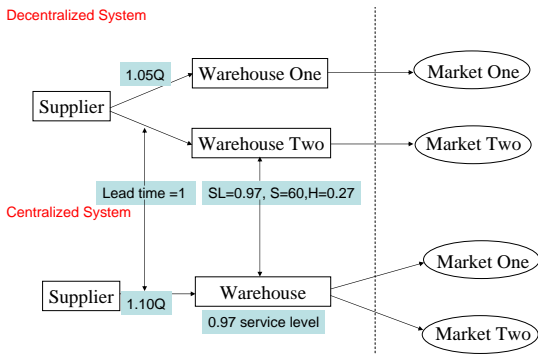 Decentralized System
1.05Q
Warehouse One
Market One
Supplier
Warehouse Two
Market Two
Lead time =1
SL=0.97, S=60,H=0.27
Centralized System
Market One
Supplier
1.10Q
Warehouse
0.97 service level
Market Two